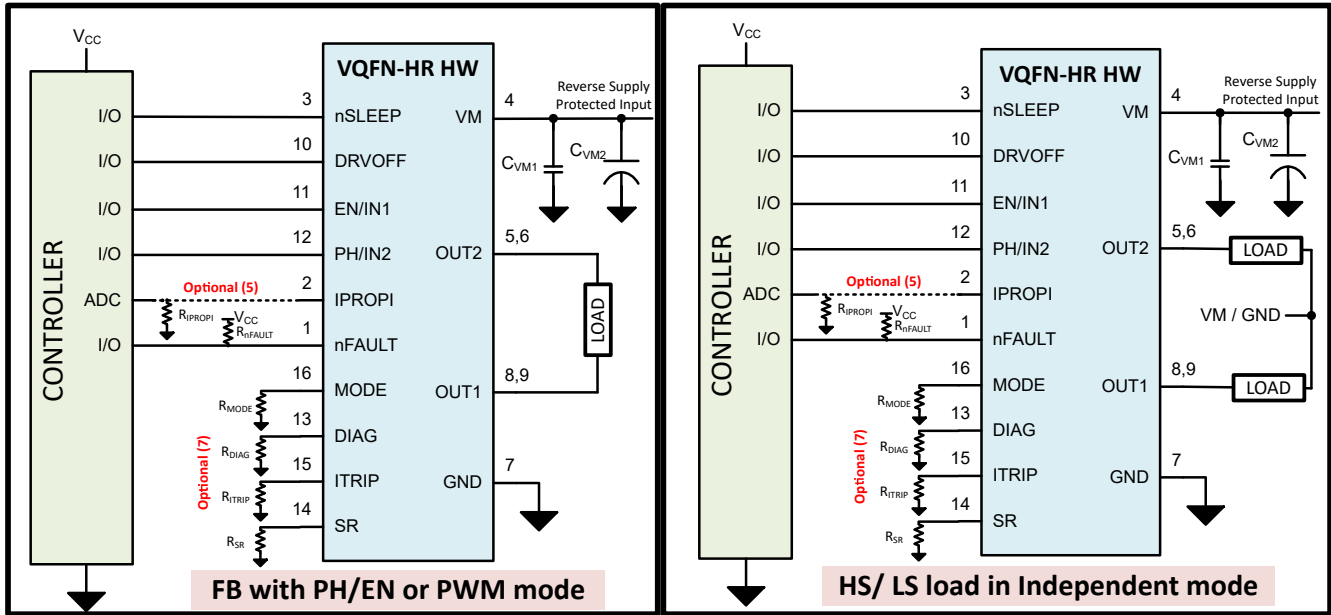 VCC
CONTROLLER
I/O
I/O
I/O
I/O
ADC
I/O
3
10
11
12
Optional (5)
2
RIPROPI
VCC
RnFAULT
1
16
RMODE
13
RDIAG
15
RITRIP
14
RSR
Optional (7)
VQFN-HR HW
nSLEEP
DRVOFF
EN/IN1
PH/IN2
IPROPI
nFAULT
MODE
DIAG
ITRIP
SR
VM
OUT2
OUT1
GND
4
Reverse Supply
Protected Input
CVM1
CVM2
5,6
LOAD
8,9
7
FB with PH/EN or PWM mode
VCC
CONTROLLER
I/O
I/O
I/O
I/O
ADC
I/O
3
10
11
12
Optional (5)
2
RIPROPI
VCC
RnFAULT
1
16
RMODE
13
RDIAG
15
RITRIP
14
RSR
Optional (7)
VQFN-HR HW
nSLEEP
DRVOFF
EN/IN1
PH/IN2
IPROPI
nFAULT
MODE
DIAG
ITRIP
SR
VM
OUT2
OUT1
GND
4
Reverse Supply
Protected Input
CVM1
CVM2
5,6
LOAD
VM / GND
8,9
LOAD
7
HS/ LS load in Independent mode